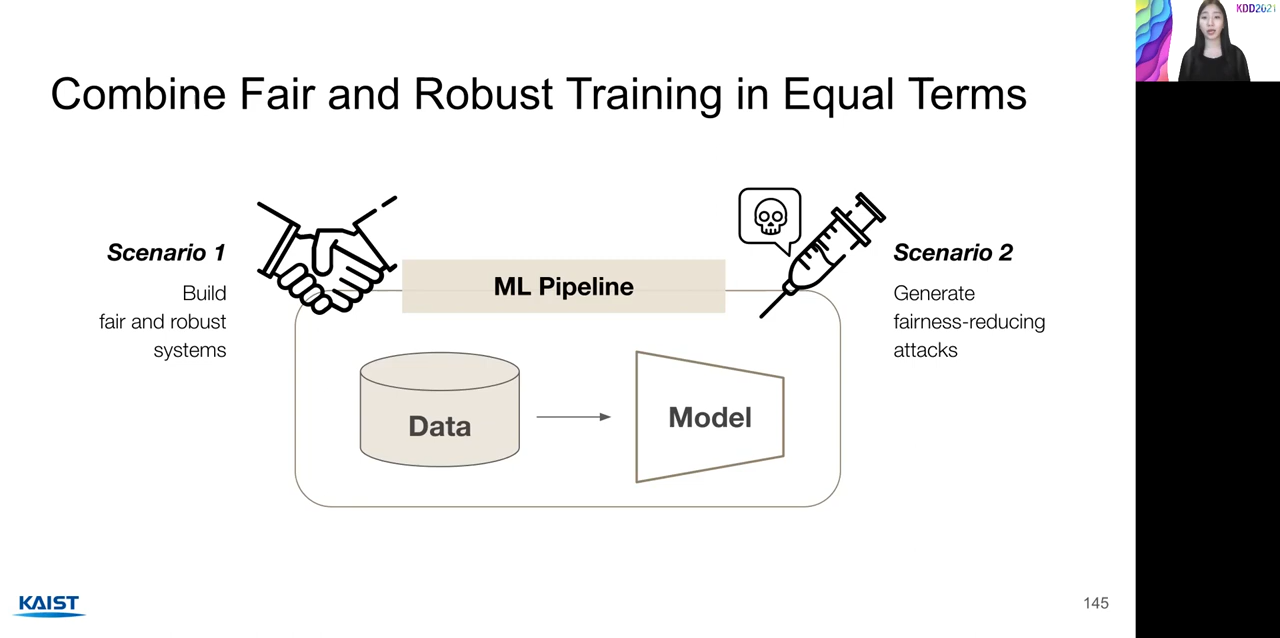 KDD2021
Combine Fair and Robust Training in Equal Terms
Scenario 1
Build
fair and robust
systems
ML Pipeline
Data
Model
Scenario 2
Generate
fairness-reducing
attacks
KAIST
145